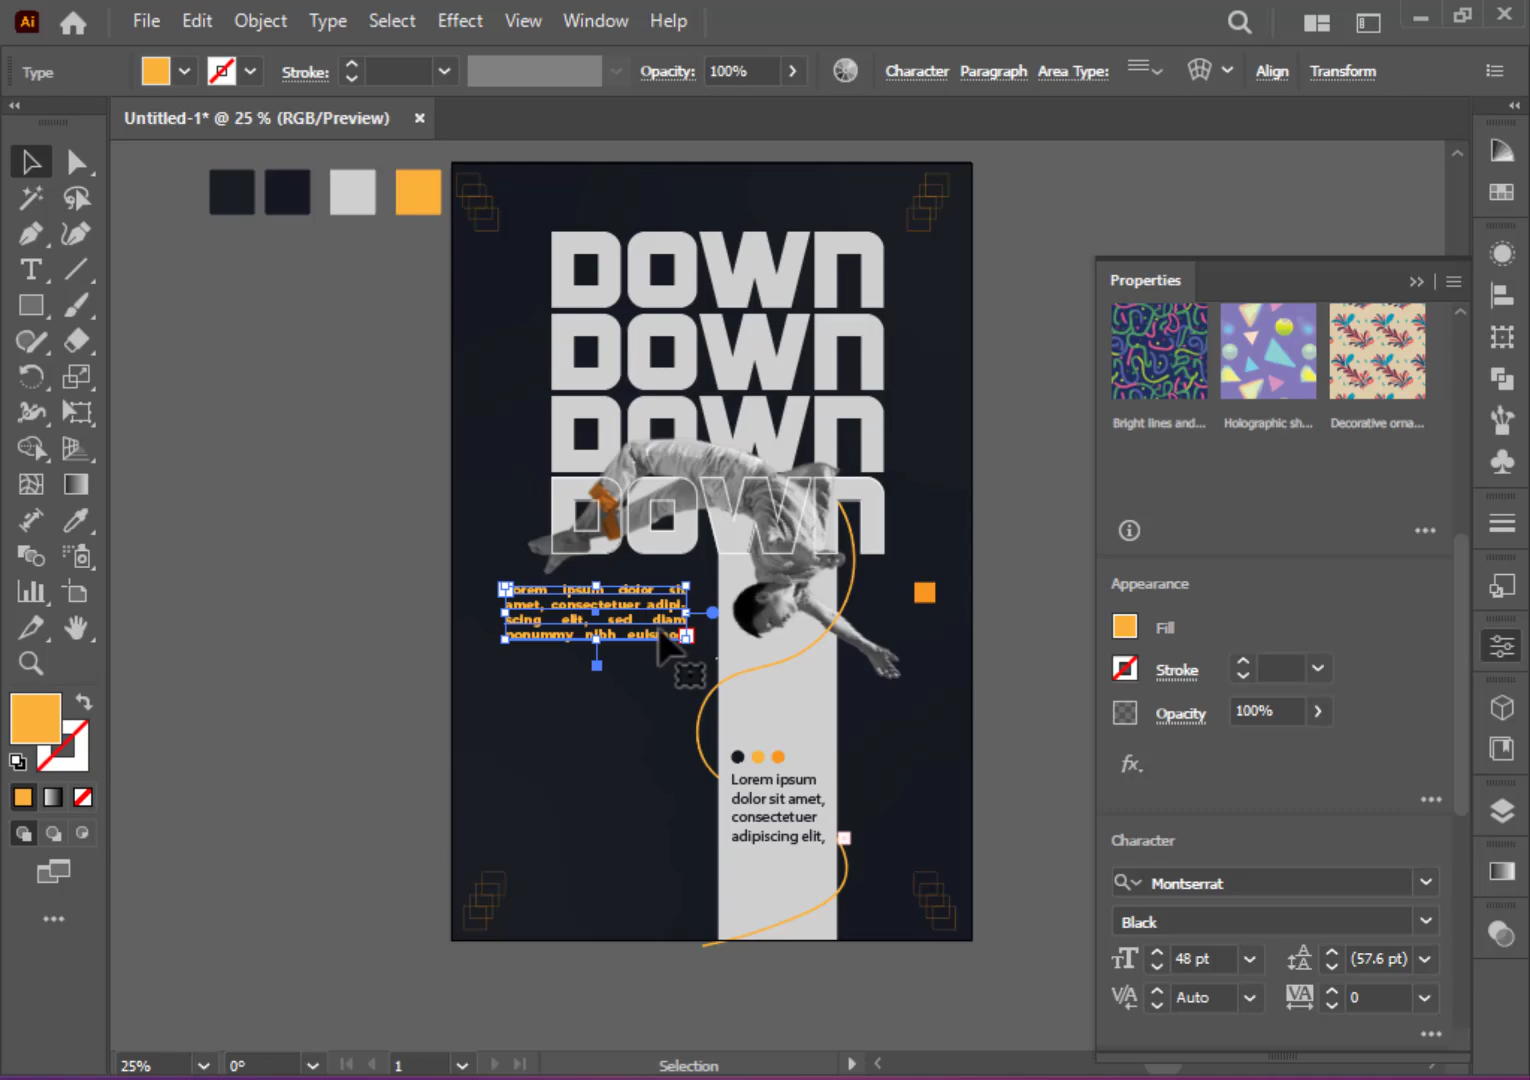 Ai
File Edit Object Type Select Effect View Window Help
Type
Stroke:
Opacity: 100%
Character Paragraph Area Type: Align Transform
Untitled-1* @ 25 % (RGB/Preview) ×
DOWN
DOWN
DOWN
DOWN
Lorem ipsum dolor sit
amet, consectetuer adipi-
scing elit, sed diam
nonummy nibh euismod
Lorem ipsum
dolor sit amet,
consectetuer
adipiscing elit,
Properties
Bright lines and... Holographic sh... Decorative orna...
Appearance
Fill
Stroke
Opacity 100%
fx.
Character
Montserrat
Black
48 pt (57.6 pt)
Auto 0
25% 0° 1 Selection